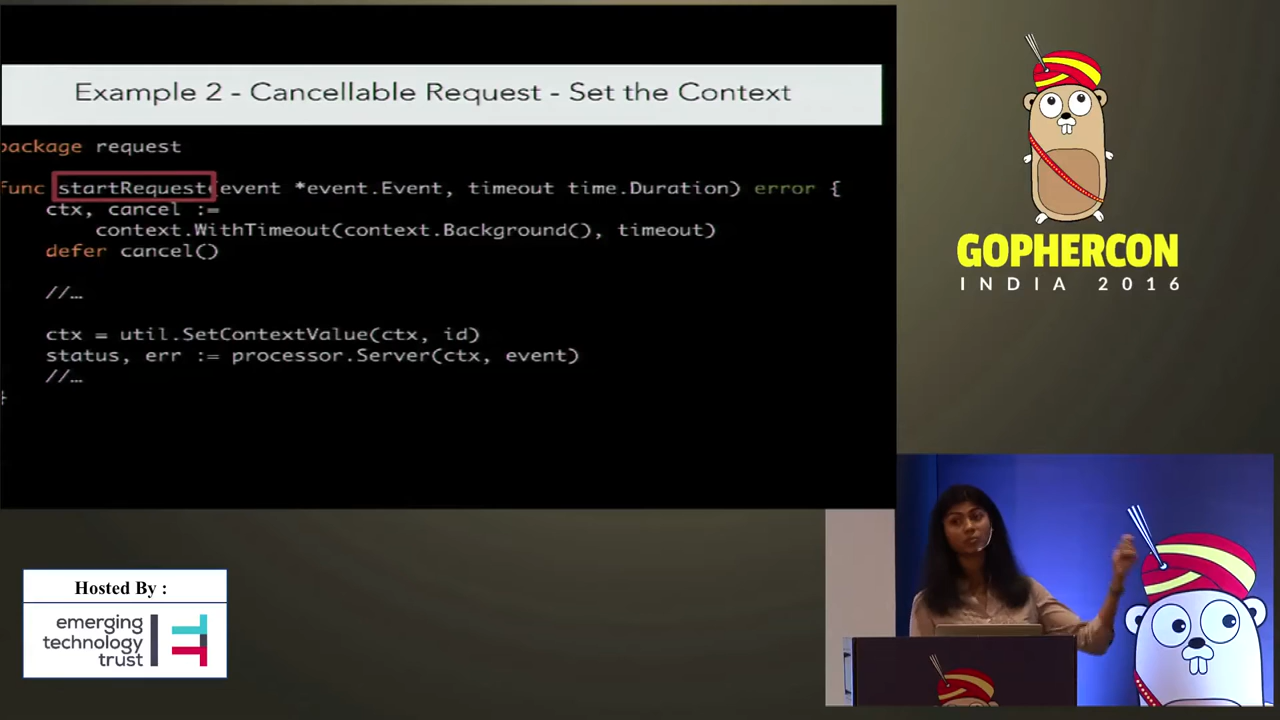 Example 2 - Cancellable Request - Set the Context
package request
func startRequest(event *event.Event, timeout time.Duration) error {
ctx, cancel :=
context.WithTimeout(context.Background(), timeout)
defer cancel()
//…
ctx = util.SetContextValue(ctx, id)
status, err := processor.Server(ctx, event)
//…
}
GOPHERCON
INDIA 2016
Hosted By :
emerging
technology
trust